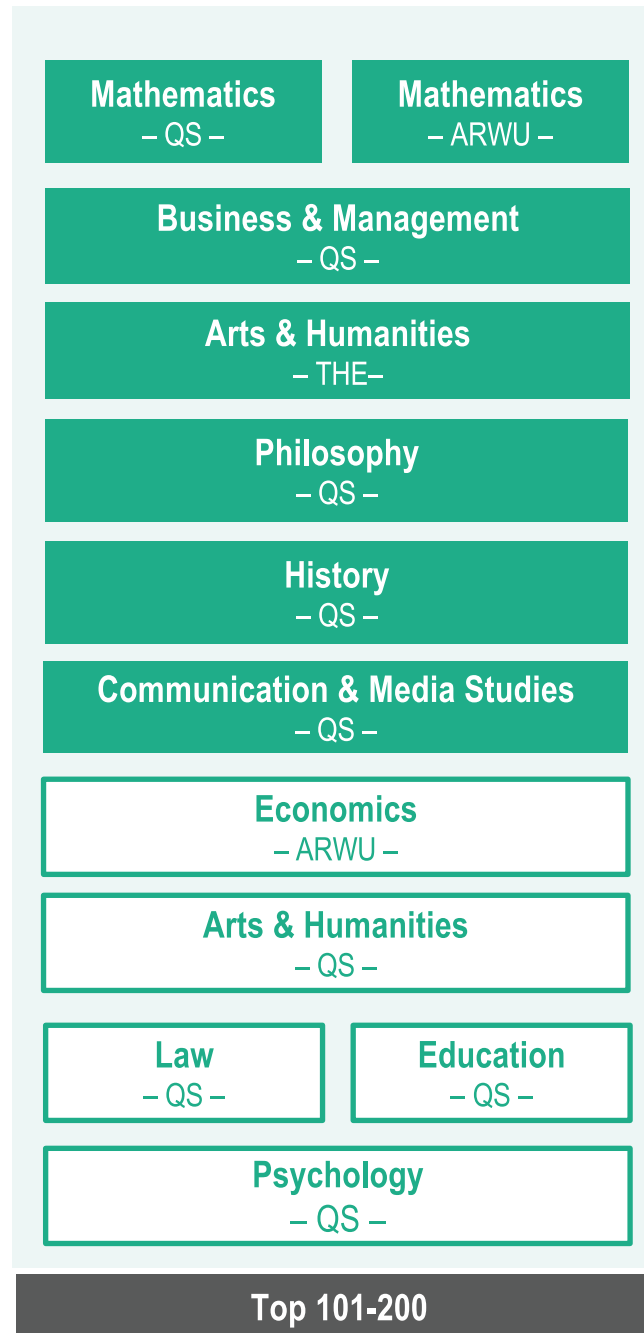 Mathematics
– QS –
Mathematics
– ARWU –
Business & Management
– QS –
Arts & Humanities
– THE–
Philosophy
– QS –
History
– QS –
Communication & Media Studies
– QS –
Economics
– ARWU –
Arts & Humanities
– QS –
Law
– QS –
Education
– QS –
Psychology
– QS –
Top 101-200